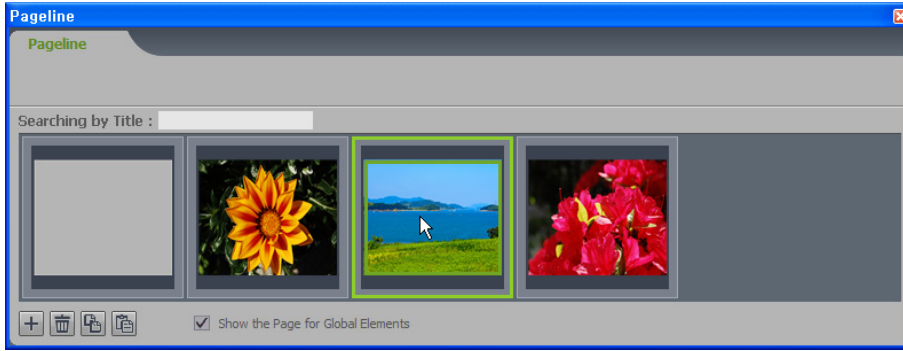 Pageline
Pageline
Searching by Title :
Show the Page for Global Elements